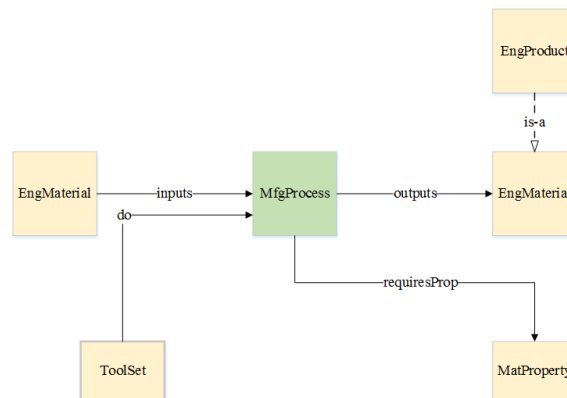 EngProduct
is-a
EngMaterial
inputs
MfgProcess
outputs
EngMaterial
do
requiresProp
ToolSet
MatProperty